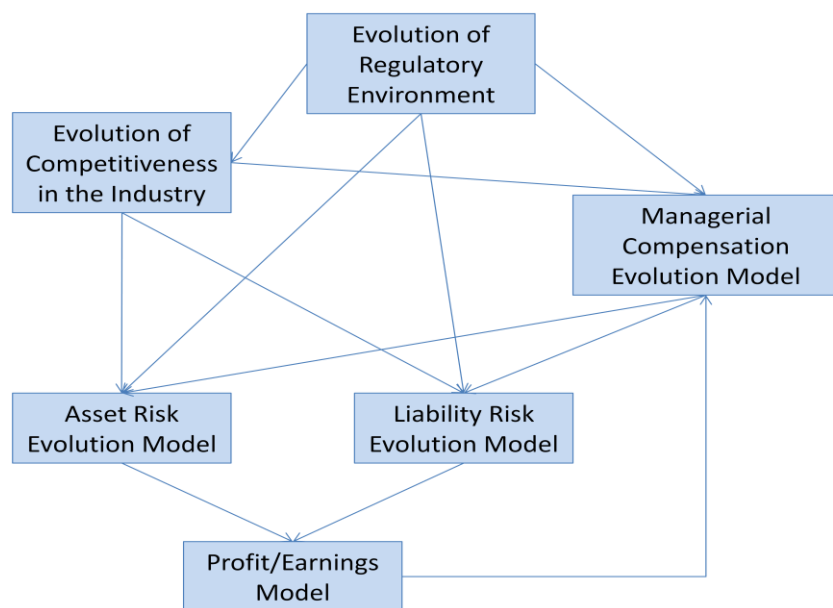 Evolution of
Regulatory
Environment
Evolution of
Competitiveness
in the Industry
Managerial
Compensation
Evolution Model
Asset Risk
Evolution Model
Liability Risk
Evolution Model
Profit/Earnings
Model